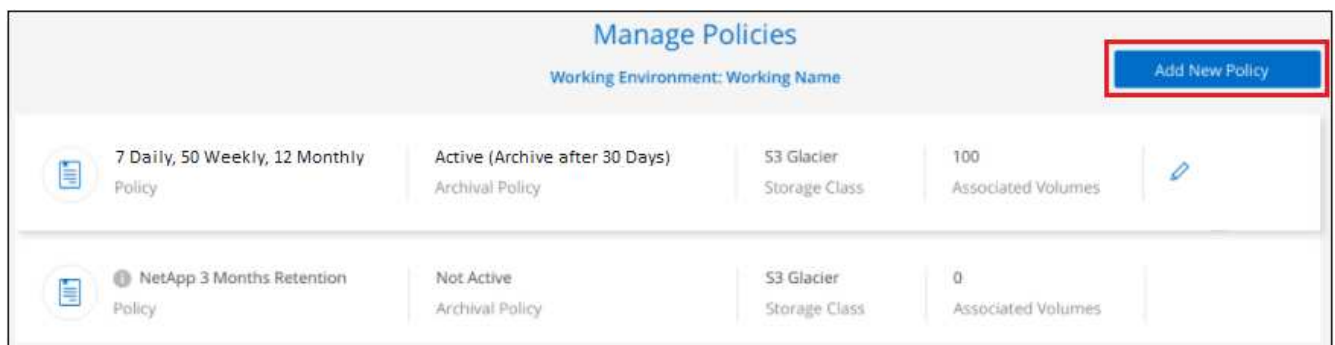 Manage Policies
Working Environment: Working Name
Add New Policy
7 Daily, 50 Weekly, 12 Monthly
Policy
Active (Archive after 30 Days)
Archival Policy
S3 Glacier
Storage Class
100
Associated Volumes
NetApp 3 Months Retention
Policy
Not Active
Archival Policy
S3 Glacier
Storage Class
0
Associated Volumes